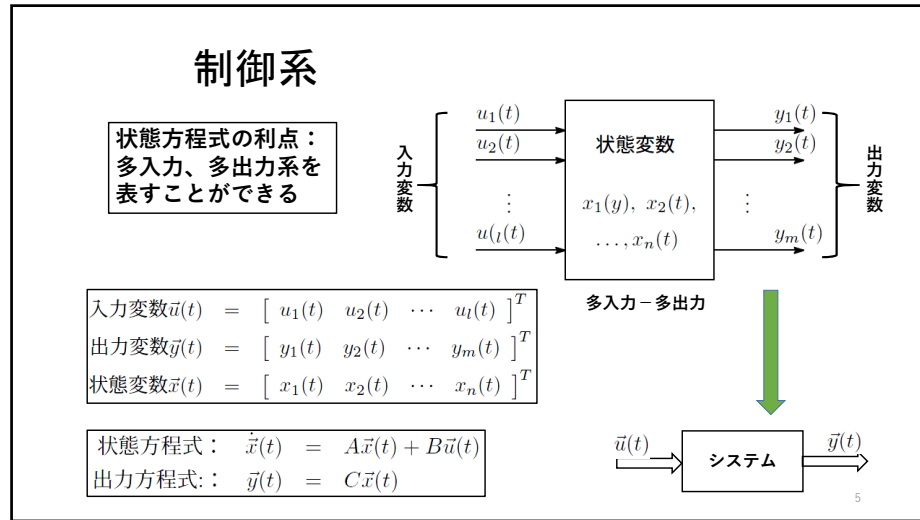 制御系
状態方程式の利点：
多入力、多出力系を
表すことができる
入力変数
u₁(t)
u₂(t)
⋮
u(ₗ(t)
状態変数
x₁(y), x₂(t),
…, xₙ(t)
y₁(t)
y₂(t)
⋮
yₘ(t)
出力変数
多入力－多出力
入力変数u⃗(t) = [ u₁(t) u₂(t) ⋯ uₗ(t) ]ᵀ
出力変数y⃗(t) = [ y₁(t) y₂(t) ⋯ yₘ(t) ]ᵀ
状態変数x⃗(t) = [ x₁(t) x₂(t) ⋯ xₙ(t) ]ᵀ
状態方程式： ẋ⃗(t) = Ax⃗(t) + Bu⃗(t)
出力方程式:： y⃗(t) = Cx⃗(t)
u⃗(t)
システム
y⃗(t)
5